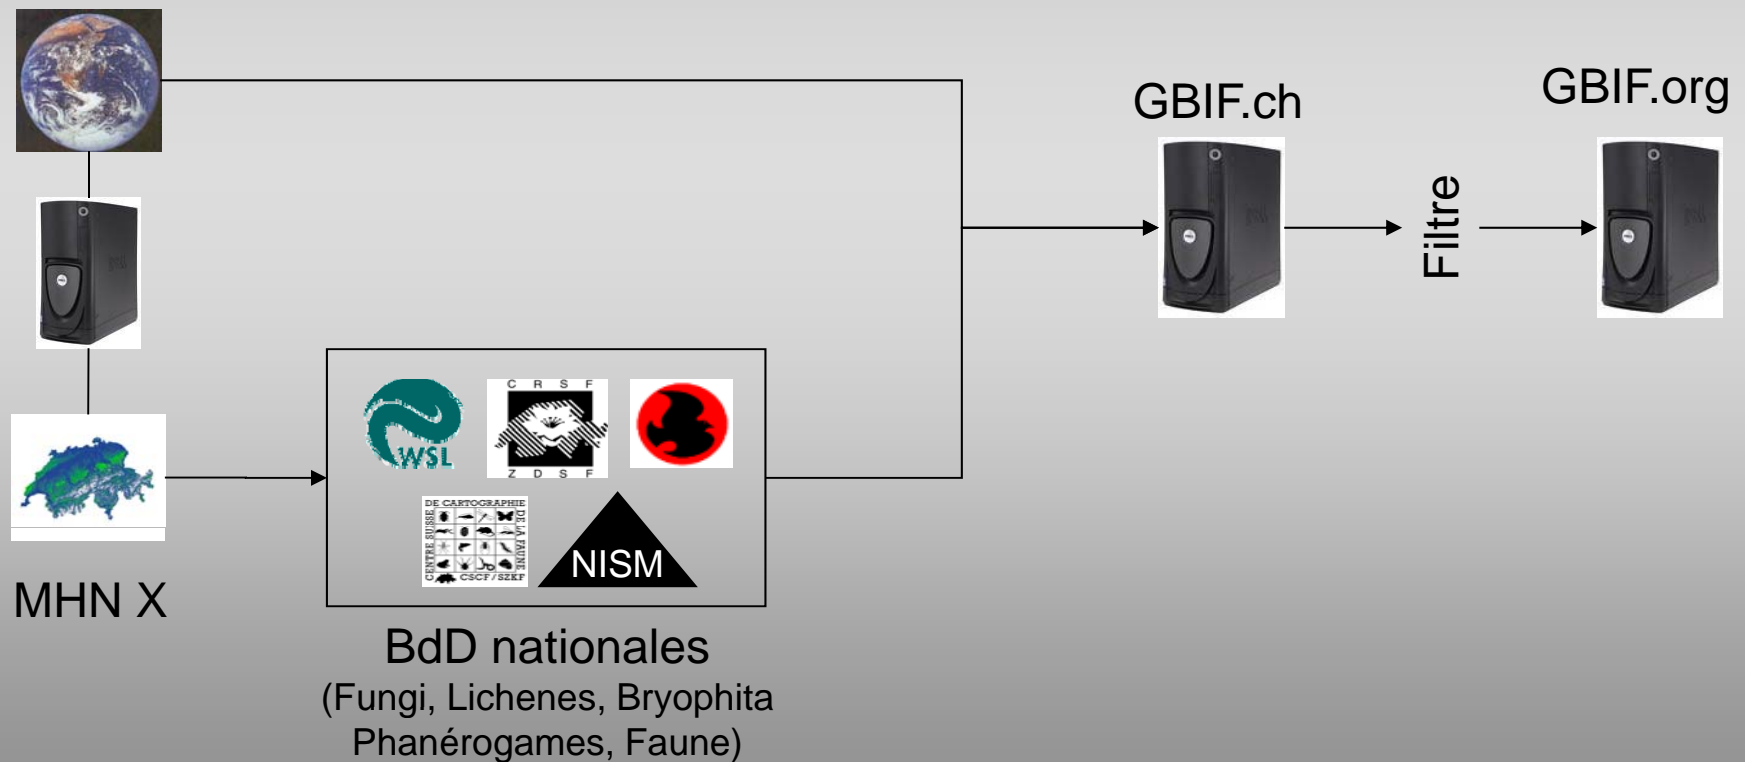 GBIF.ch
GBIF.org
Filtre
WSL
C R S F
Z D S F
DE CARTOGRAPHIE
DE LA FAUNE
CENTRE SUISSE
CSCF/SZKF
NISM
MHN X
BdD nationales
(Fungi, Lichenes, Bryophita
Phanérogames, Faune)